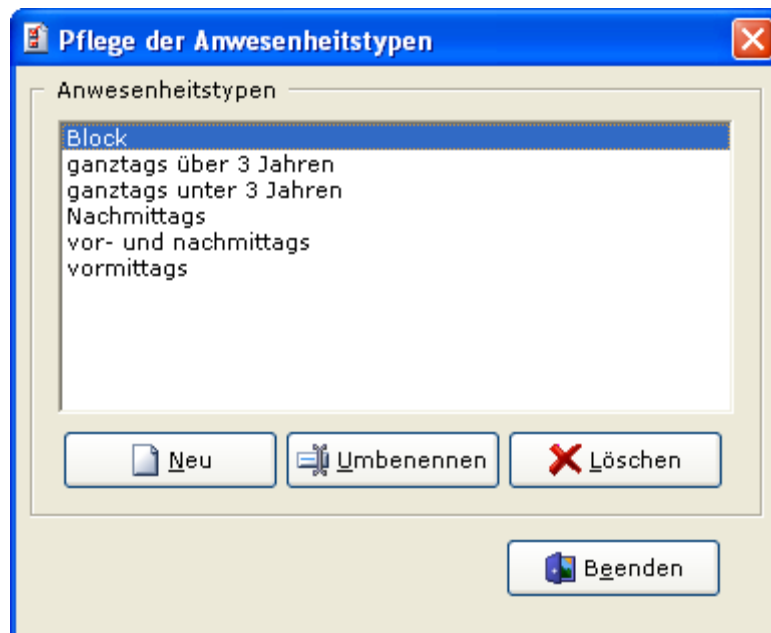 Pflege der Anwesenheitstypen
Anwesenheitstypen
Block
ganztags über 3 Jahren
ganztags unter 3 Jahren
Nachmittags
vor- und nachmittags
vormittags
Neu Umbenennen Löschen
Beenden